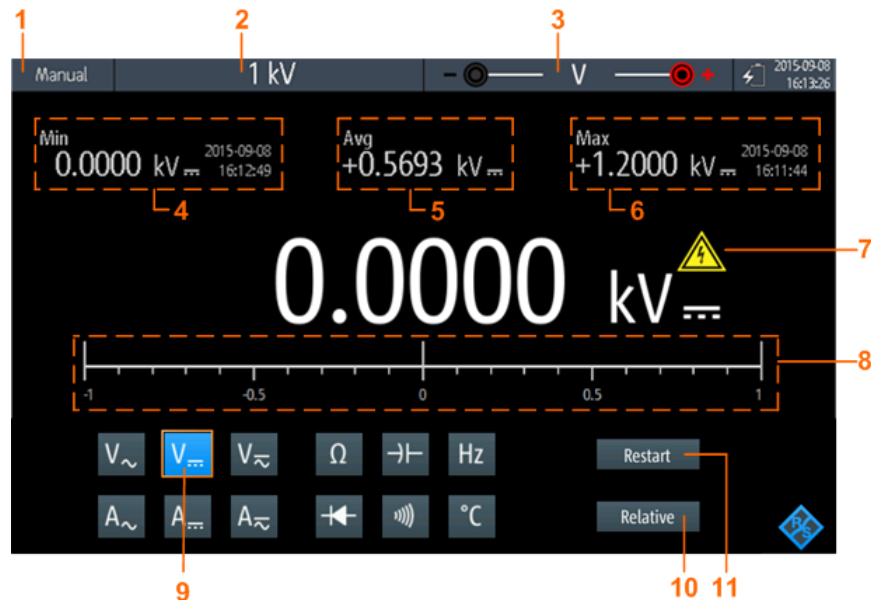 1 2 3
Manual 1 kV - V + 2015-09-08
16:13:26
Min Avg Max
0.0000 kV 2015-09-08 +0.5693 kV +1.2000 kV 2015-09-08
16:12:49 16:11:44
4 5 6
7
0.0000 kV
8
-1 -0.5 0 0.5 1
V~ V⎓ V⏦ Ω Hz Restart
A~ A⎓ A⏦ °C Relative R&S
9 10 11